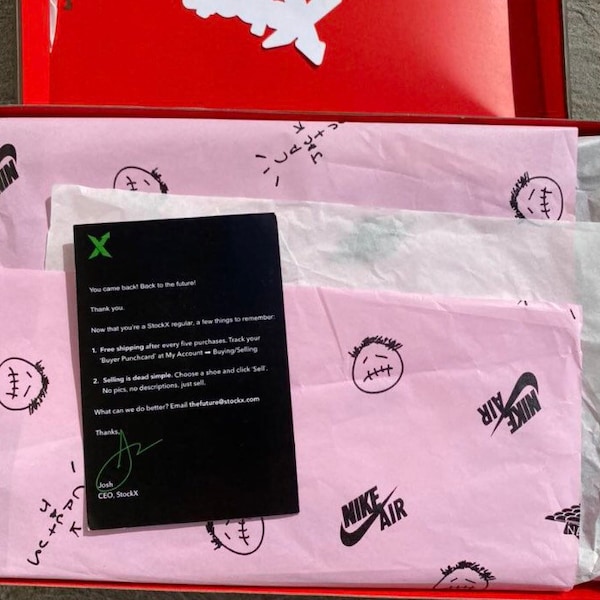 CACTUS
JACK
You came back! Back to the future!
Thank you.
Now that you're a StockX regular, a few things to remember:
1. Free shipping after every five purchases. Track your
'Buyer Punchcard' at My Account ➡ Buying/Selling
2. Selling is dead simple. Choose a shoe and click 'Sell'.
No pics, no descriptions, just sell.
What can we do better? Email thefuture@stockx.com
Thanks,
Josh
CEO, StockX
NIKE
AIR
NIKE
AIR